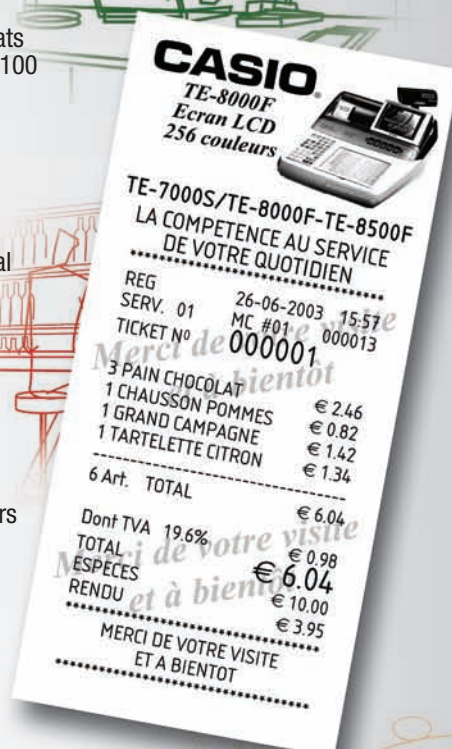 ats
100
al
rs
CASIO®
TE-8000F
Ecran LCD
256 couleurs
TE-7000S/TE-8000F-TE-8500F
LA COMPETENCE AU SERVICE
DE VOTRE QUOTIDIEN
****************************************
REG 26-06-2003 15:57
SERV. 01 MC #01 000013
TICKET Nº 000001
Merci de votre visite
et à bientôt
3 PAIN CHOCOLAT € 2.46
1 CHAUSSON POMMES € 0.82
1 GRAND CAMPAGNE € 1.42
1 TARTELETTE CITRON € 1.34
----------------------------------------
6 Art. TOTAL € 6.04
Dont TVA 19.6% € 0.98
Merci de votre visite
et à bientôt
TOTAL € 6.04
ESPECES € 10.00
RENDU € 3.95
****************************************
MERCI DE VOTRE VISITE
ET A BIENTOT
****************************************